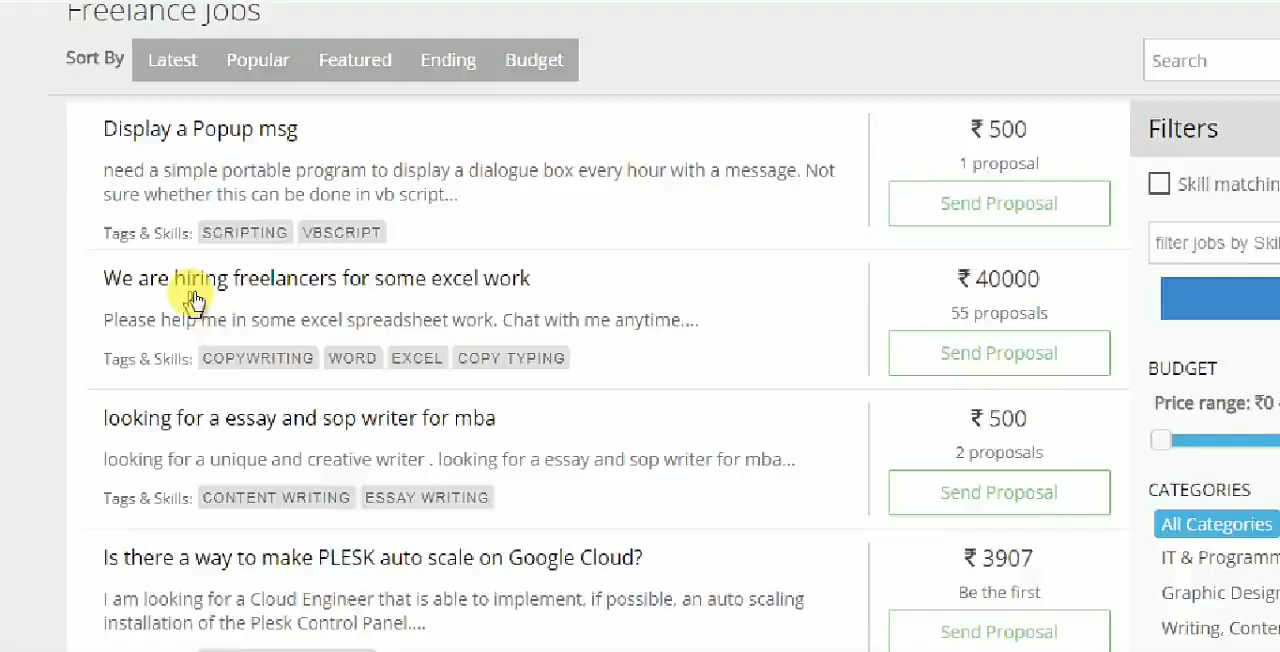 Freelance Jobs
Sort By Latest Popular Featured Ending Budget
Search
Display a Popup msg
₹ 500
need a simple portable program to display a dialogue box every hour with a message. Not
sure whether this can be done in vb script...
1 proposal
Send Proposal
Tags & Skills: SCRIPTING VBSCRIPT
We are hiring freelancers for some excel work
₹ 40000
Please help me in some excel spreadsheet work. Chat with me anytime....
55 proposals
Send Proposal
Tags & Skills: COPYWRITING WORD EXCEL COPY TYPING
looking for a essay and sop writer for mba
₹ 500
looking for a unique and creative writer . looking for a essay and sop writer for mba...
2 proposals
Send Proposal
Tags & Skills: CONTENT WRITING ESSAY WRITING
Is there a way to make PLESK auto scale on Google Cloud?
₹ 3907
I am looking for a Cloud Engineer that is able to implement, if possible, an auto scaling
installation of the Plesk Control Panel....
Be the first
Send Proposal
Filters
Skill matchin
filter jobs by Skil
BUDGET
Price range: ₹0
CATEGORIES
All Categories
IT & Programm
Graphic Design
Writing, Conte